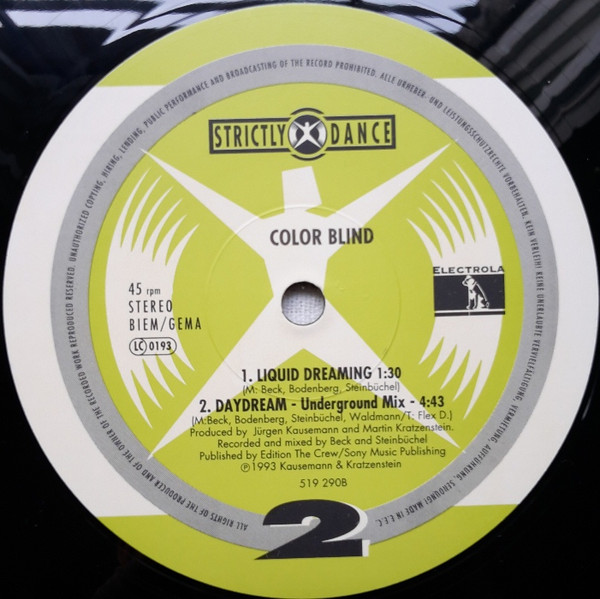 STRICTLY DANCE
COLOR BLIND
45 rpm
STEREO
BIEM/GEMA
LC 0193
ELECTROLA
1. LIQUID DREAMING 1:30
(M: Beck, Bodenberg, Steinbüchel)
2. DAYDREAM - Underground Mix - 4:43
(M:Beck, Bodenberg, Steinbüchel, Waldmann/T: Flex D.)
Produced by Jürgen Kausemann and Martin Kratzenstein.
Recorded and mixed by Beck and Steinbüchel
Published by Edition The Crew/Sony Music Publishing
℗ 1993 Kausemann & Kratzenstein
519 290B
2
ALL RIGHTS OF THE PRODUCER AND OF THE OWNER OF THE RECORDED WORK REPRODUCED RESERVED. UNAUTHORIZED COPYING, HIRING, LENDING, PUBLIC PERFORMANCE AND BROADCASTING OF THE RECORD PROHIBITED. ALLE URHEBER- UND LEISTUNGSSCHUTZRECHTE VORBEHALTEN. KEIN VERLEIH! KEINE UNERLAUBTE VERVIELFÄLTIGUNG, VERMIETUNG, AUFFÜHRUNG, SENDUNG! MADE IN E.E.C.